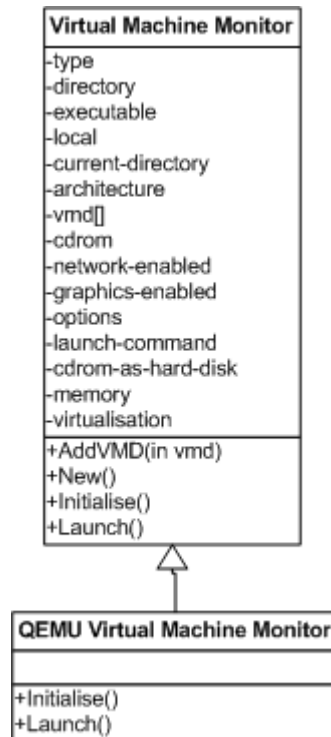 Virtual Machine Monitor
-type
-directory
-executable
-local
-current-directory
-architecture
-vmd[]
-cdrom
-network-enabled
-graphics-enabled
-options
-launch-command
-cdrom-as-hard-disk
-memory
-virtualisation
+AddVMD(in vmd)
+New()
+Initialise()
+Launch()
QEMU Virtual Machine Monitor
+Initialise()
+Launch()